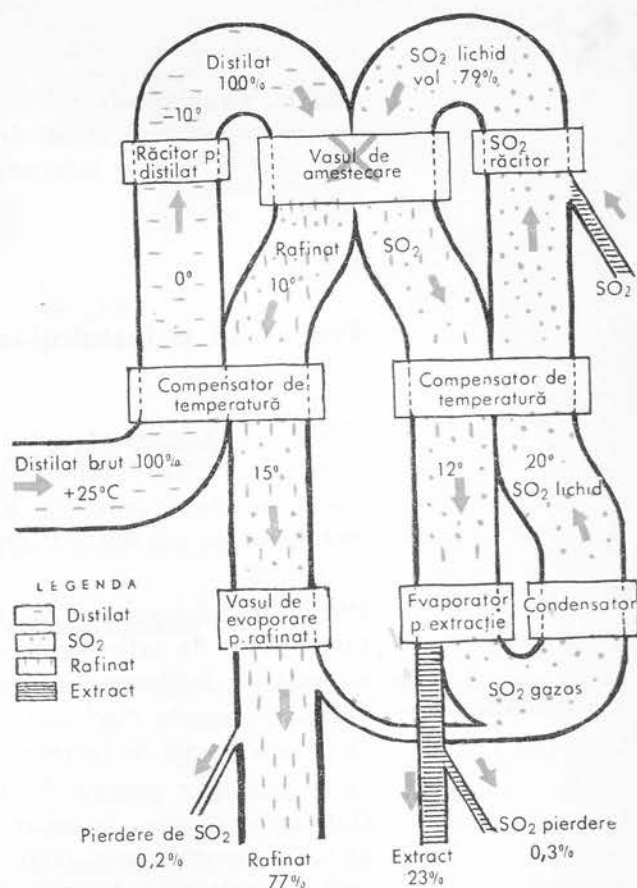 Distilat
100%
SO₂ lichid
vol 79%
-10°
Răcitor p.
distilat
Vasul de
amestecare
SO₂
răcitor
Rafinat
SO₂
10°
0°
SO₂
Compensator de
temperatură
Compensator de
temperatură
Distilat brut 100%
+25°C
15°
12°
20°
SO₂ lichid
LEGENDA
Distilat
SO₂
Rafinat
Extract
Vasul de
evaporare
p. rafinat
Evaporator
p. extracție
Condensator
SO₂ gazos
Pierdere de SO₂
0,2%
Rafinat
77%
Extract
23%
SO₂ pierdere
0,3%